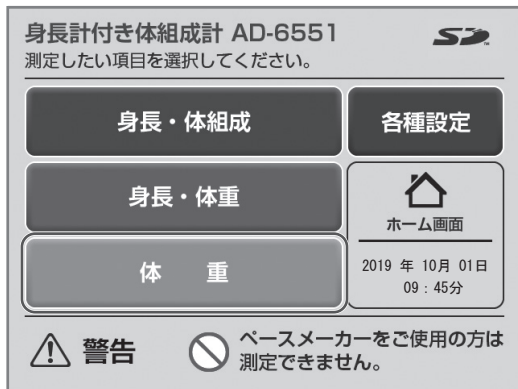 身長計付き体組成計 AD-6551
SD
測定したい項目を選択してください。
身長・体組成
各種設定
身長・体重
ホーム画面
体 重
2019 年 10月 01日
09 : 45分
警告
ペースメーカーをご使用の方は
測定できません。